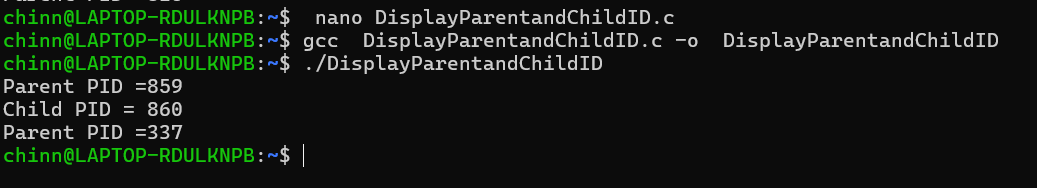 chinn@LAPTOP-RDULKNPB:~$  nano DisplayParentandChildID.c
chinn@LAPTOP-RDULKNPB:~$ gcc  DisplayParentandChildID.c -o  DisplayParentandChildID
chinn@LAPTOP-RDULKNPB:~$ ./DisplayParentandChildID
Parent PID =859
Child PID = 860
Parent PID =337
chinn@LAPTOP-RDULKNPB:~$